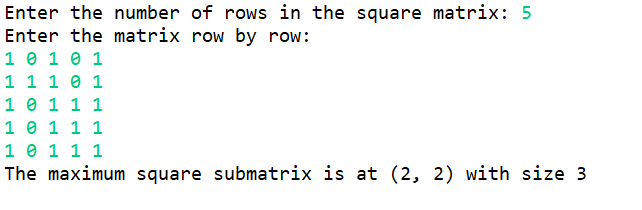 Enter the number of rows in the square matrix: 5
Enter the matrix row by row:
1 0 1 0 1
1 1 1 0 1
1 0 1 1 1
1 0 1 1 1
1 0 1 1 1
The maximum square submatrix is at (2, 2) with size 3